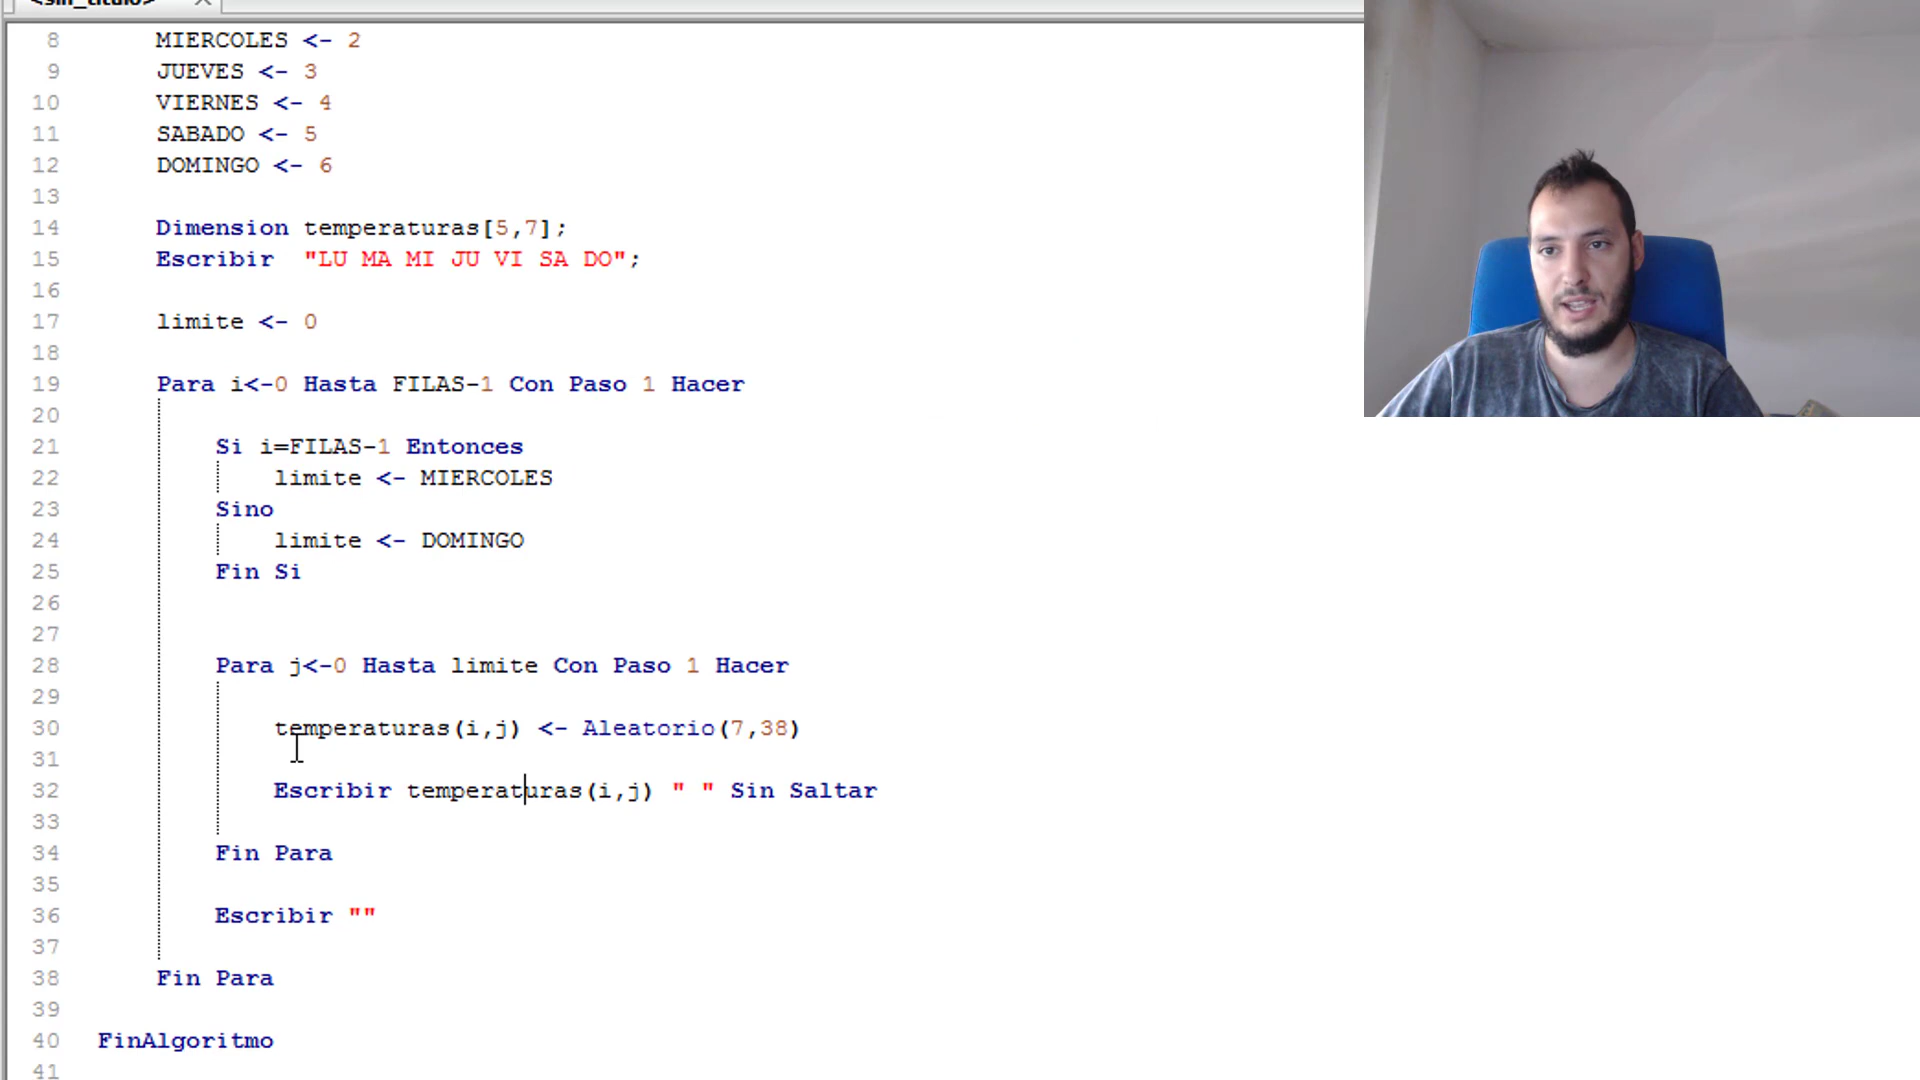 <sin_titulo>
8 MIERCOLES <- 2
9 JUEVES <- 3
10 VIERNES <- 4
11 SABADO <- 5
12 DOMINGO <- 6
13
14 Dimension temperaturas[5,7];
15 Escribir "LU MA MI JU VI SA DO";
16
17 limite <- 0
18
19 Para i<-0 Hasta FILAS-1 Con Paso 1 Hacer
20
21 Si i=FILAS-1 Entonces
22 limite <- MIERCOLES
23 Sino
24 limite <- DOMINGO
25 Fin Si
26
27
28 Para j<-0 Hasta limite Con Paso 1 Hacer
29
30 temperaturas(i,j) <- Aleatorio(7,38)
31
32 Escribir temperaturas(i,j) " " Sin Saltar
33
34 Fin Para
35
36 Escribir ""
37
38 Fin Para
39
40 FinAlgoritmo
41